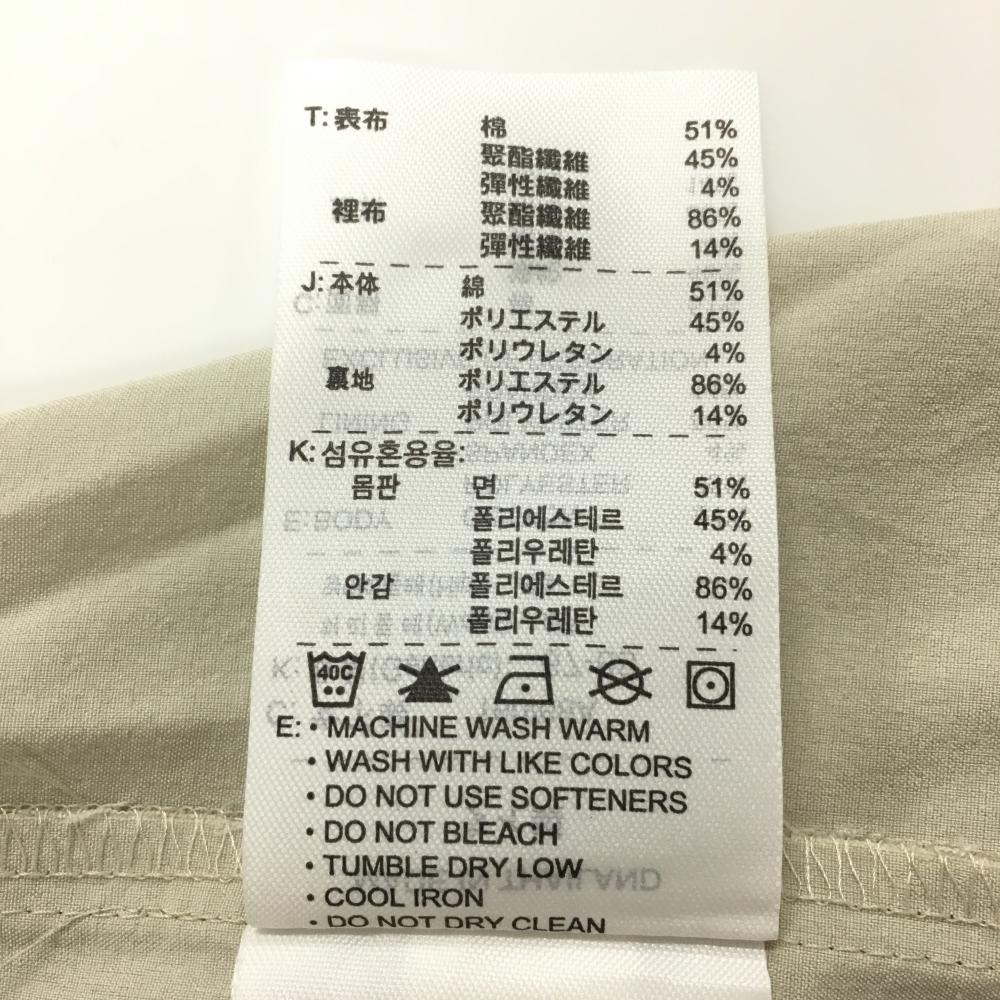 T: 表布 棉 51%
聚酯纖維 45%
彈性纖維 4%
裡布 聚酯纖維 86%
彈性纖維 14%
J: 本体 綿 51%
ポリエステル 45%
ポリウレタン 4%
裏地 ポリエステル 86%
ポリウレタン 14%
K: 섬유혼용율:
몸판 면 51%
폴리에스테르 45%
폴리우레탄 4%
안감 폴리에스테르 86%
폴리우레탄 14%
40C
E: • MACHINE WASH WARM
• WASH WITH LIKE COLORS
• DO NOT USE SOFTENERS
• DO NOT BLEACH
• TUMBLE DRY LOW
• COOL IRON
• DO NOT DRY CLEAN